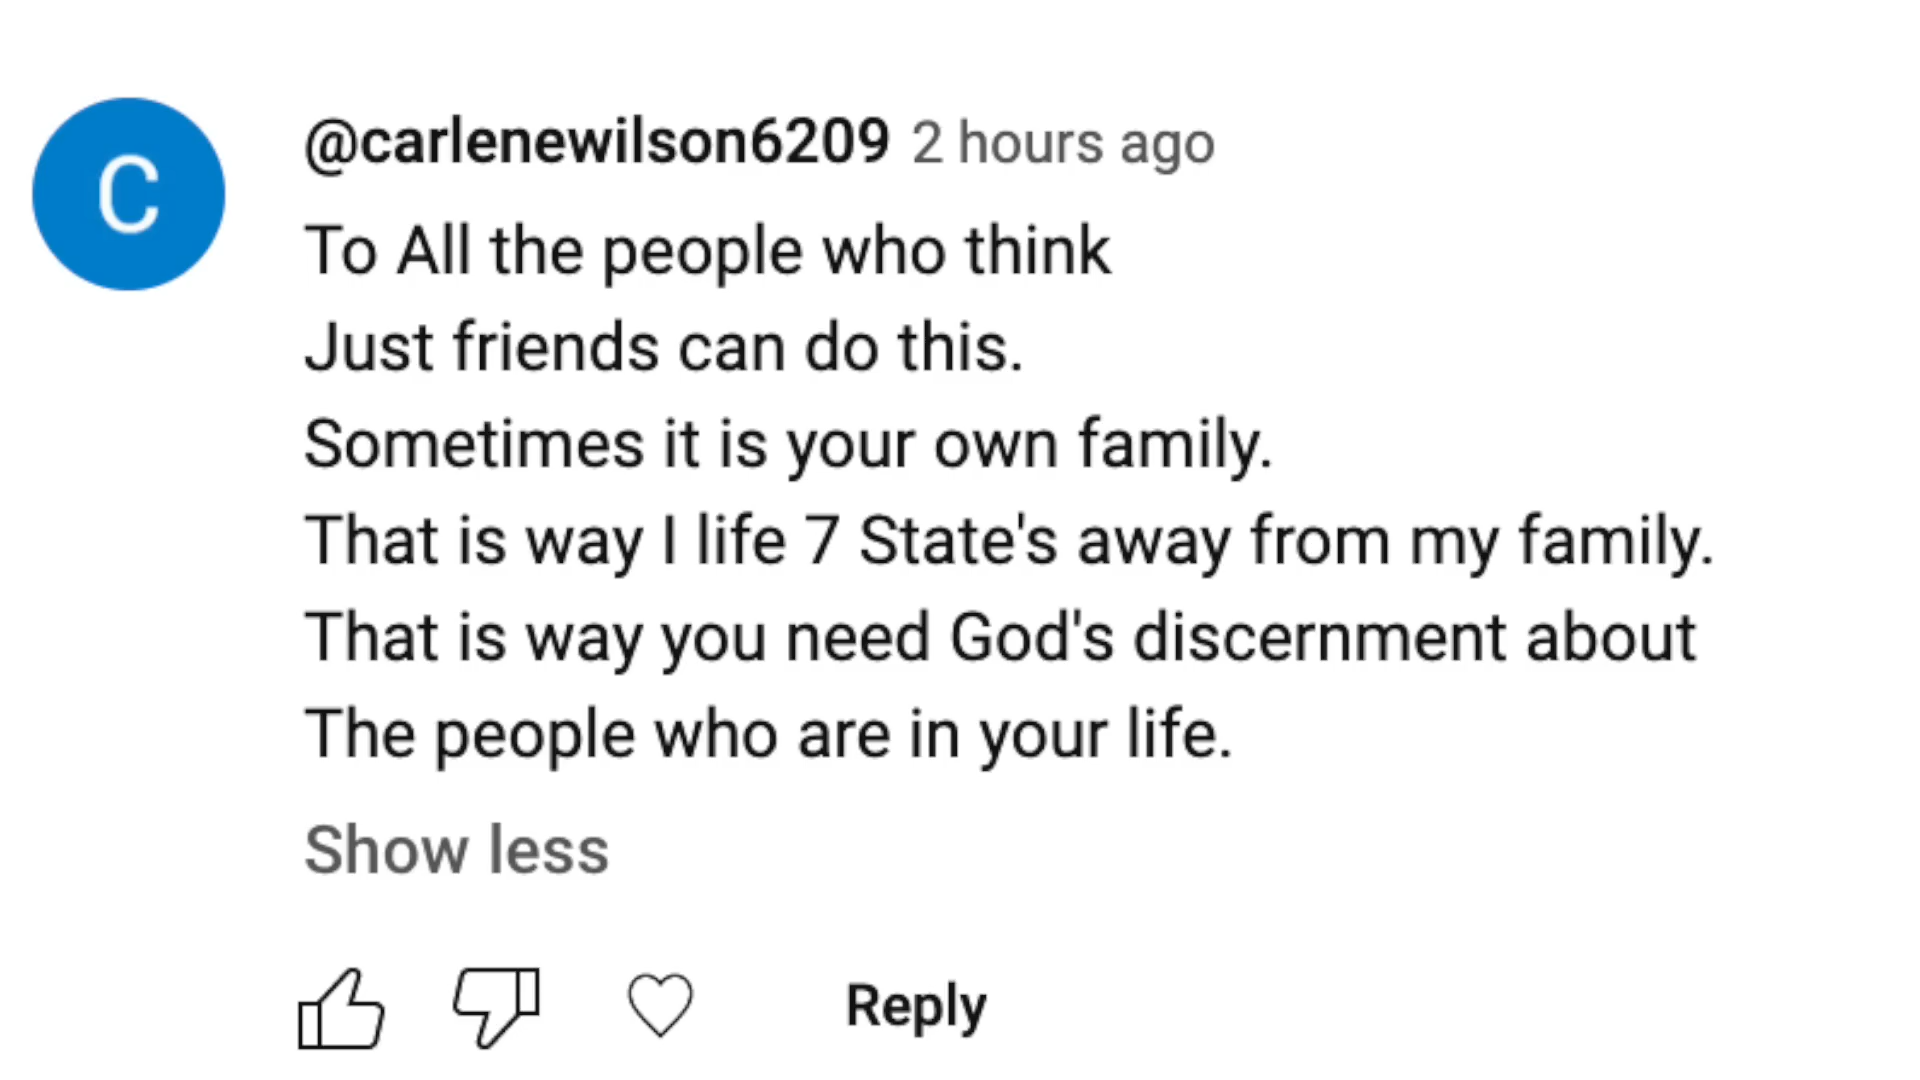 C
@carlenewilson6209 2 hours ago
To All the people who think
Just friends can do this.
Sometimes it is your own family.
That is way I life 7 State's away from my family.
That is way you need God's discernment about
The people who are in your life.
Show less
Reply